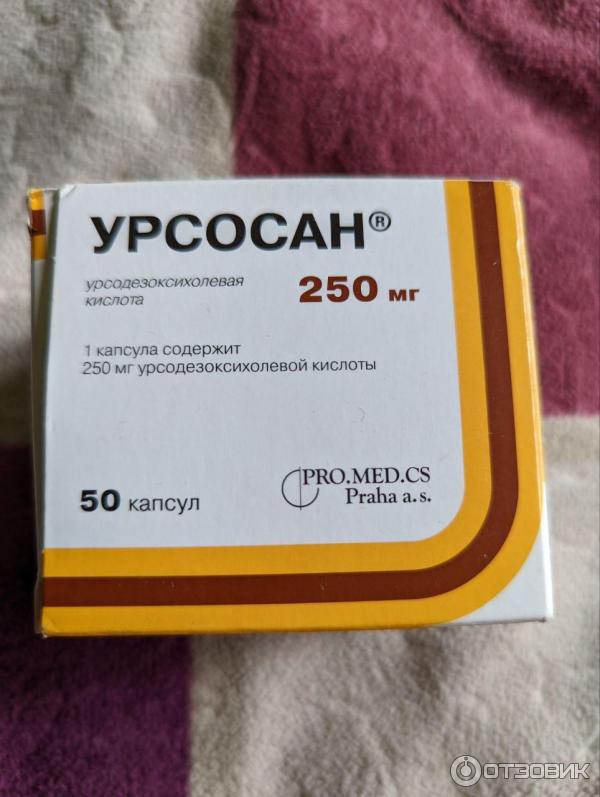 УРСОСАН®
урсодезоксихолевая
кислота
250 мг
1 капсула содержит
250 мг урсодезоксихолевой кислоты
50 капсул
PRO.MED.CS
Praha a.s.
ОТЗОВИК